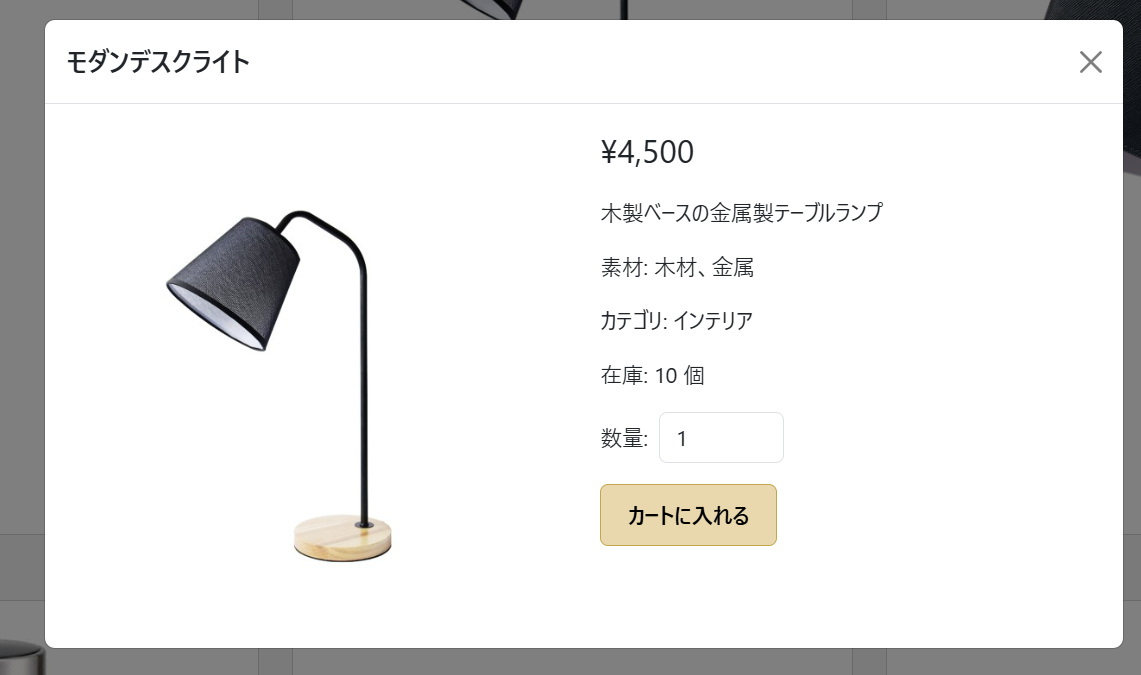 モダンデスクライト
¥4,500
木製ベースの金属製テーブルランプ
素材: 木材、金属
カテゴリ: インテリア
在庫: 10 個
数量: 1
カートに入れる